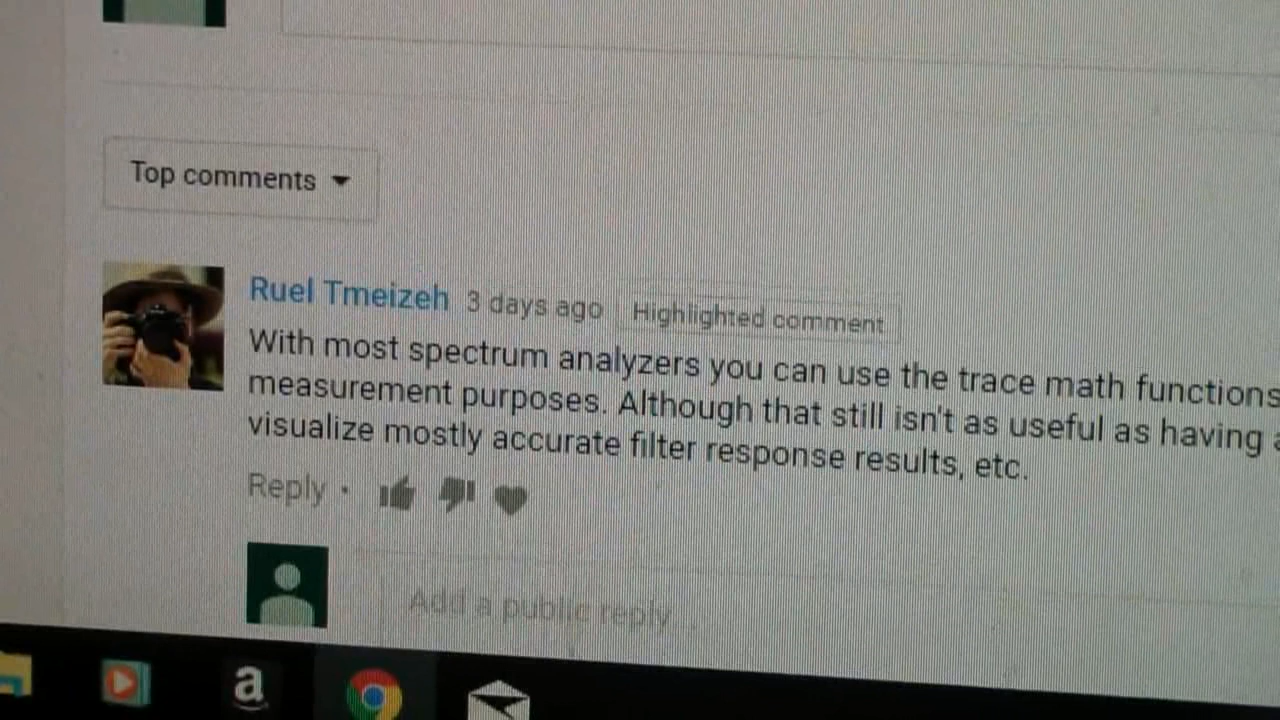 Top comments
Ruel Tmeizeh 3 days ago Highlighted comment
With most spectrum analyzers you can use the trace math functions
measurement purposes. Although that still isn't as useful as having a
visualize mostly accurate filter response results, etc.
Reply ·
Add a public reply...
a